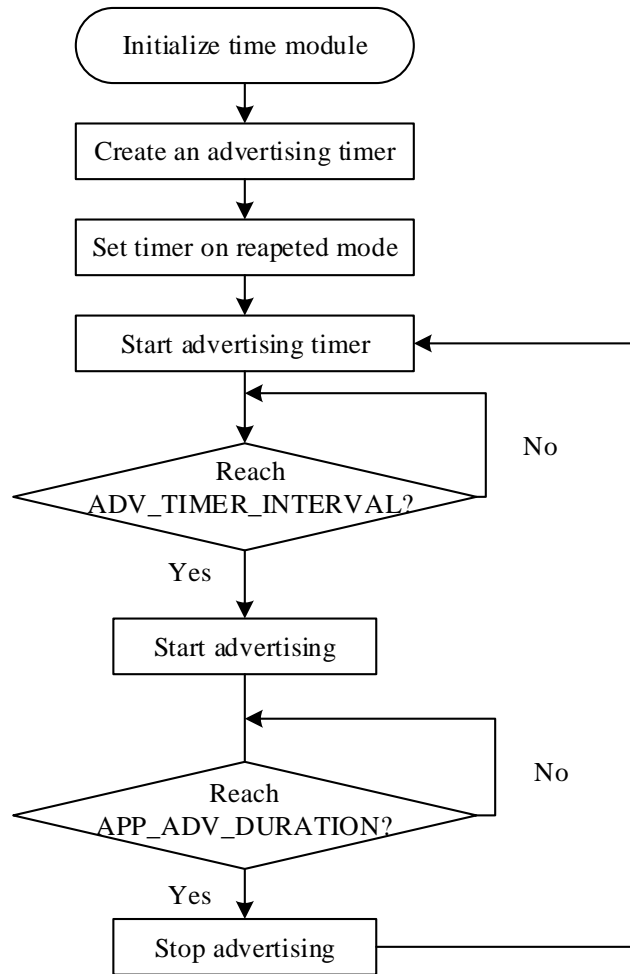 Initialize time module
Create an advertising timer
Set timer on reapeted mode
Start advertising timer
No
Reach
ADV_TIMER_INTERVAL?
Yes
Start advertising
No
Reach
APP_ADV_DURATION?
Yes
Stop advertising